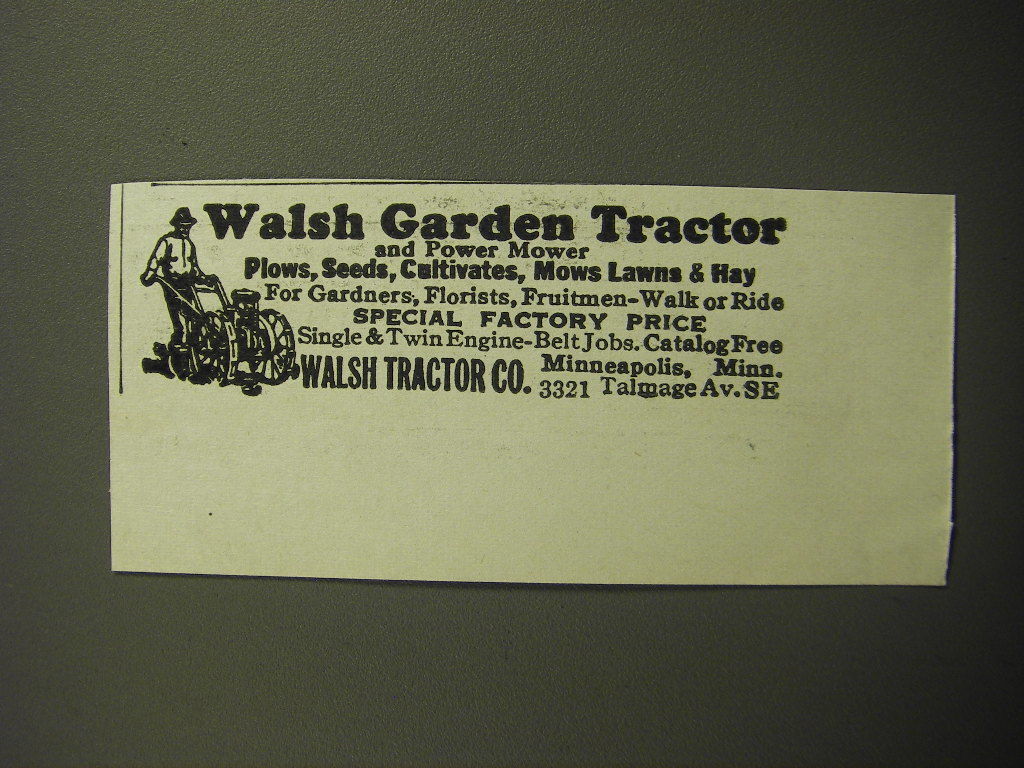 Walsh Garden Tractor
and Power Mower
Plows, Seeds, Cultivates, Mows Lawns & Hay
For Gardners, Florists, Fruitmen-Walk or Ride
SPECIAL FACTORY PRICE
Single & Twin Engine-Belt Jobs. Catalog Free
WALSH TRACTOR CO. Minneapolis, Minn.
3321 Talmage Av. SE